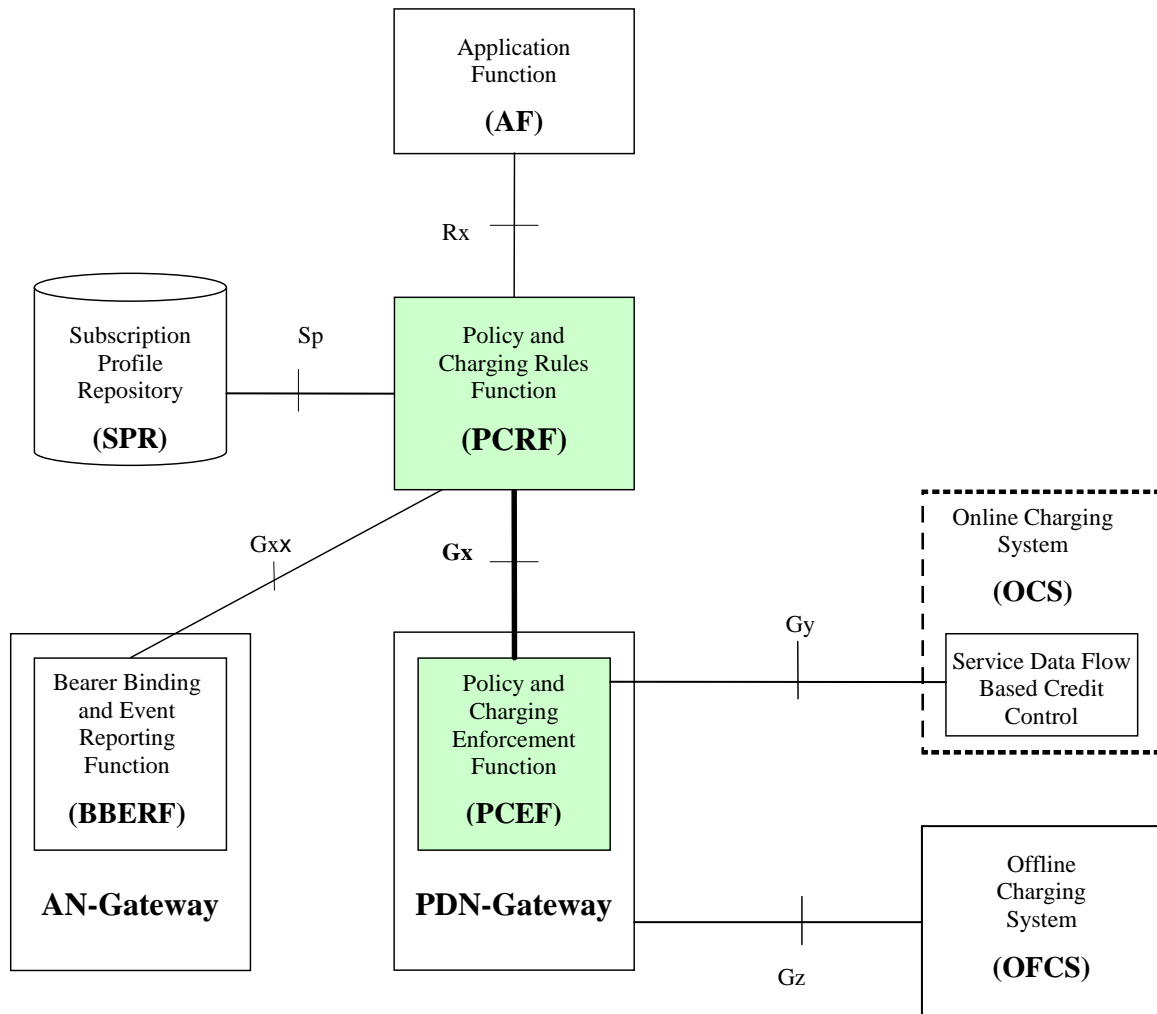 Application
Function
(AF)
Rx
Subscription
Profile
Repository
(SPR)
Sp
Policy and
Charging Rules
Function
(PCRF)
Gxx
Gx
Online Charging
System
(OCS)
Service Data Flow
Based Credit
Control
Gy
Bearer Binding
and Event
Reporting
Function
(BBERF)
AN-Gateway
Policy and
Charging
Enforcement
Function
(PCEF)
PDN-Gateway
Gz
Offline
Charging
System
(OFCS)